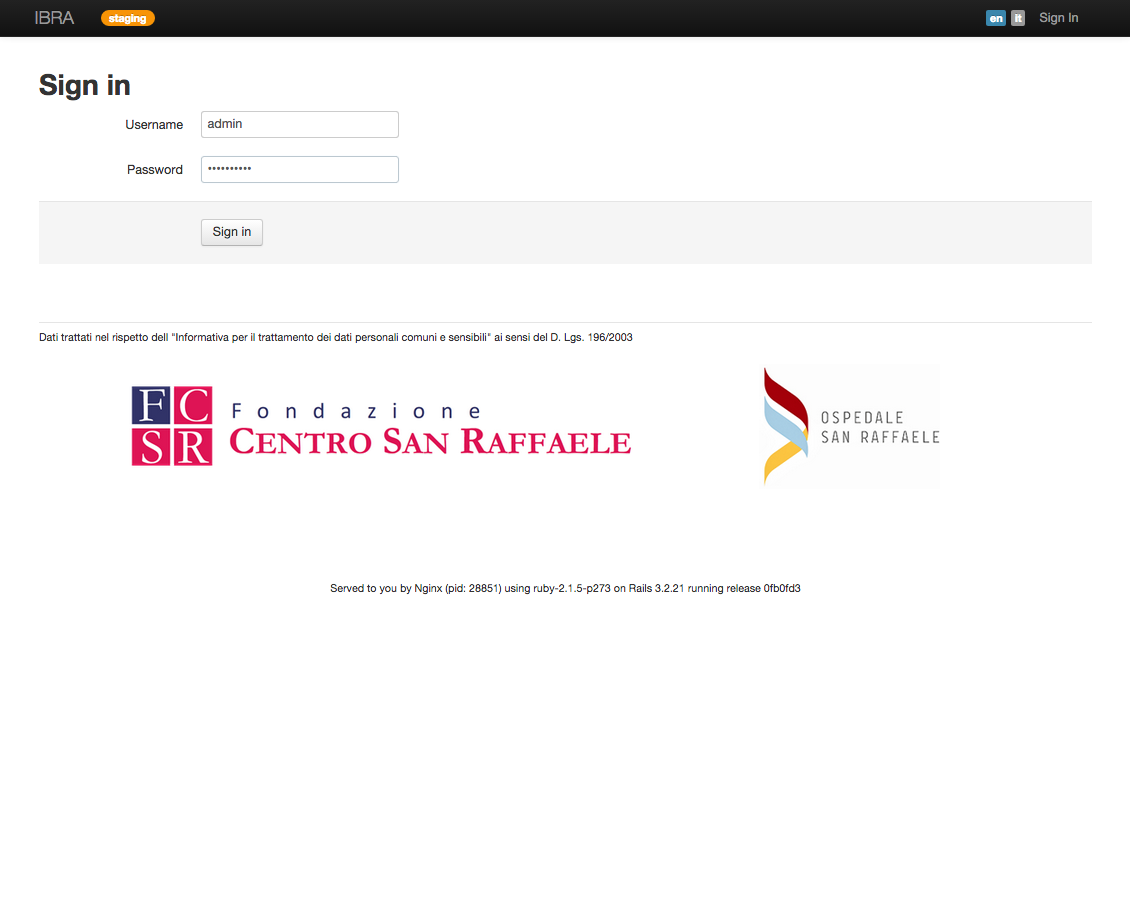 IBRA staging en it Sign In
Sign in
Username admin
Password ••••••••••
Sign in
Dati trattati nel rispetto dell "Informativa per il trattamento dei dati personali comuni e sensibili" ai sensi del D. Lgs. 196/2003
FC
SR
Fondazione
CENTRO SAN RAFFAELE
OSPEDALE
SAN RAFFAELE
Served to you by Nginx (pid: 28851) using ruby-2.1.5-p273 on Rails 3.2.21 running release 0fb0fd3